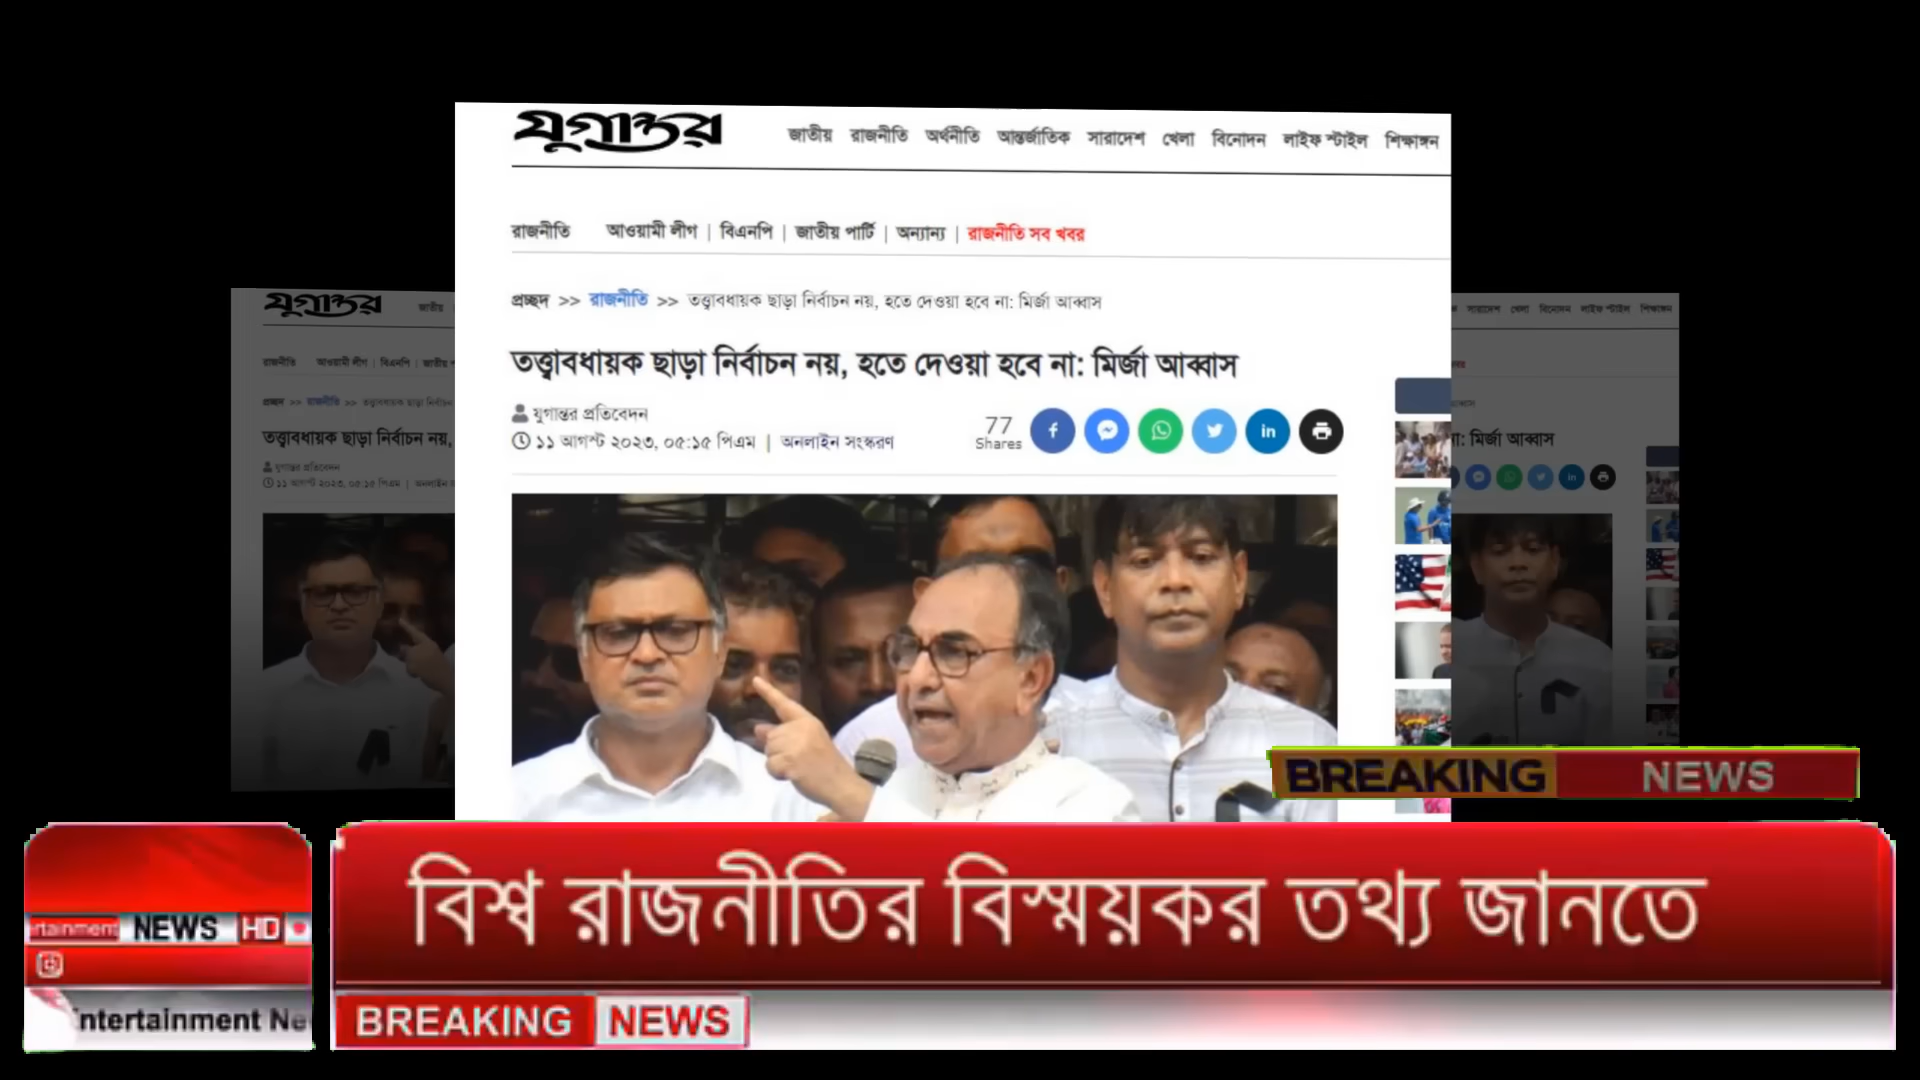 যুগান্তর
জাতীয় রাজনীতি অর্থনীতি আন্তর্জাতিক সারাদেশ খেলা বিনোদন লাইফ স্টাইল শিক্ষাঙ্গন
রাজনীতি আওয়ামী লীগ | বিএনপি | জাতীয় পার্টি | অন্যান্য | রাজনীতি সব খবর
প্রচ্ছদ >> রাজনীতি >> তত্ত্বাবধায়ক ছাড়া নির্বাচন নয়, হতে দেওয়া হবে না: মির্জা আব্বাস
তত্ত্বাবধায়ক ছাড়া নির্বাচন নয়, হতে দেওয়া হবে না: মির্জা আব্বাস
যুগান্তর প্রতিবেদন
১১ আগস্ট ২০২৩, ০৫:১৫ পিএম | অনলাইন সংস্করণ
77
Shares
BREAKING NEWS
বিশ্ব রাজনীতির বিস্ময়কর তথ্য জানতে
rtainment NEWS HD
ntertainment Ne
BREAKING NEWS